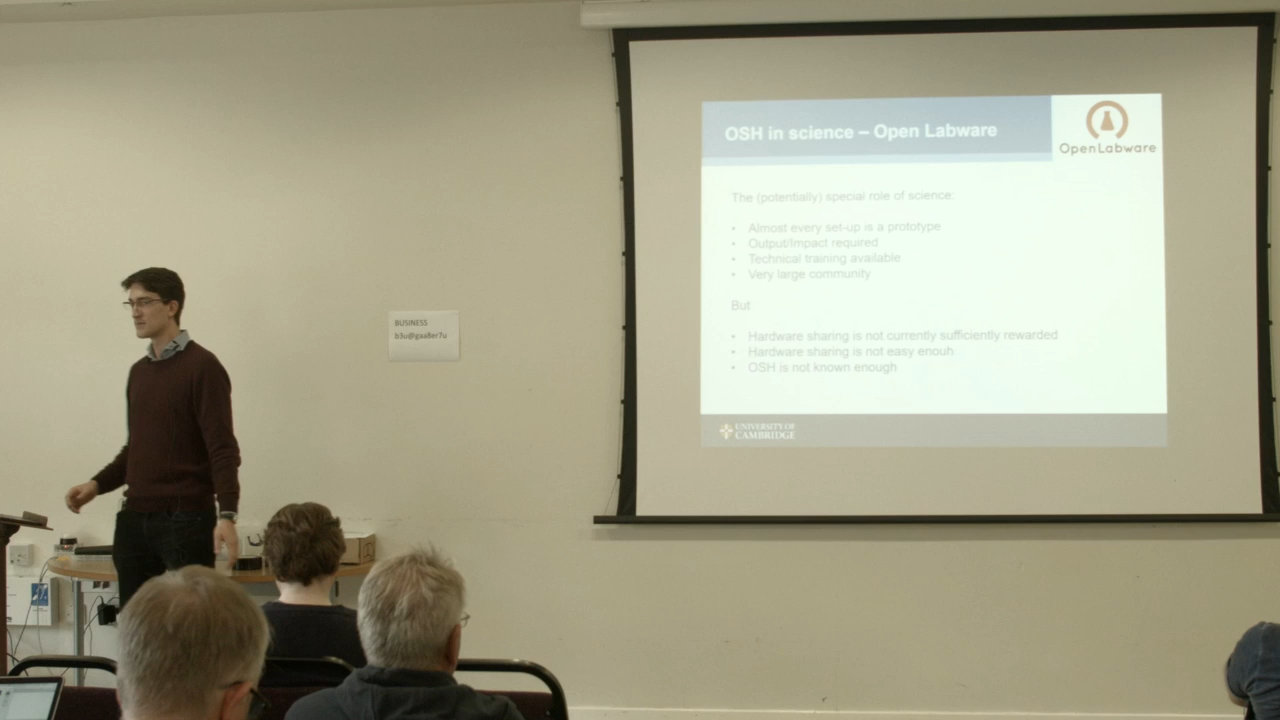 OSH in science – Open Labware
OpenLabware
The (potentially) special role of science:
• Almost every set-up is a prototype
• Output/Impact required
• Technical training available
• Very large community
But
• Hardware sharing is not currently sufficiently rewarded
• Hardware sharing is not easy enouh
• OSH is not known enough
UNIVERSITY OF
CAMBRIDGE
BUSINESS
b3u@gaa8er7u